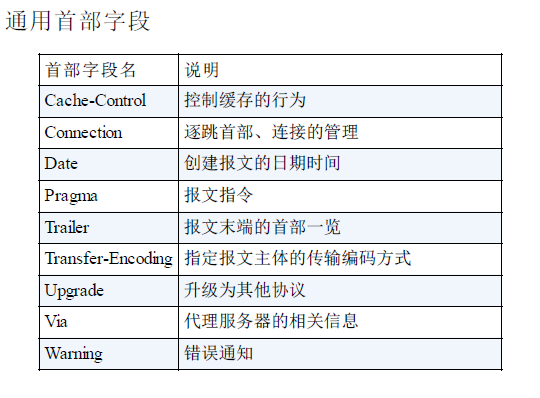 通用首部字段
首部字段名 说明
Cache-Control 控制缓存的行为
Connection 逐跳首部、连接的管理
Date 创建报文的日期时间
Pragma 报文指令
Trailer 报文末端的首部一览
Transfer-Encoding 指定报文主体的传输编码方式
Upgrade 升级为其他协议
Via 代理服务器的相关信息
Warning 错误通知